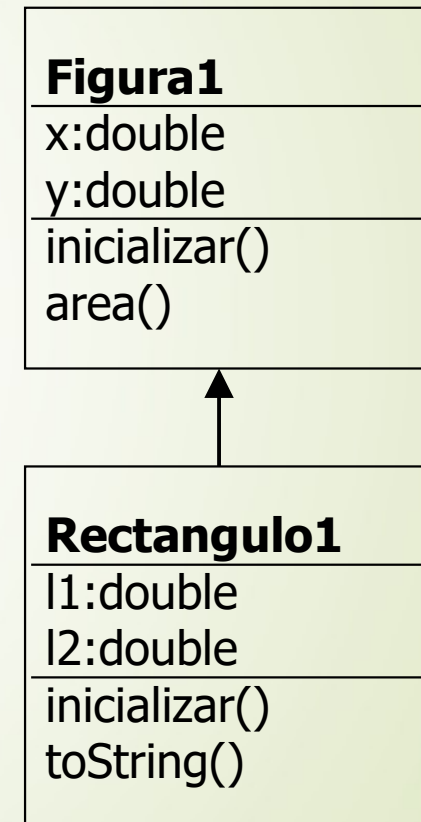 Figura1
x:double
y:double
inicializar()
area()
Rectangulo1
l1:double
l2:double
inicializar()
toString()